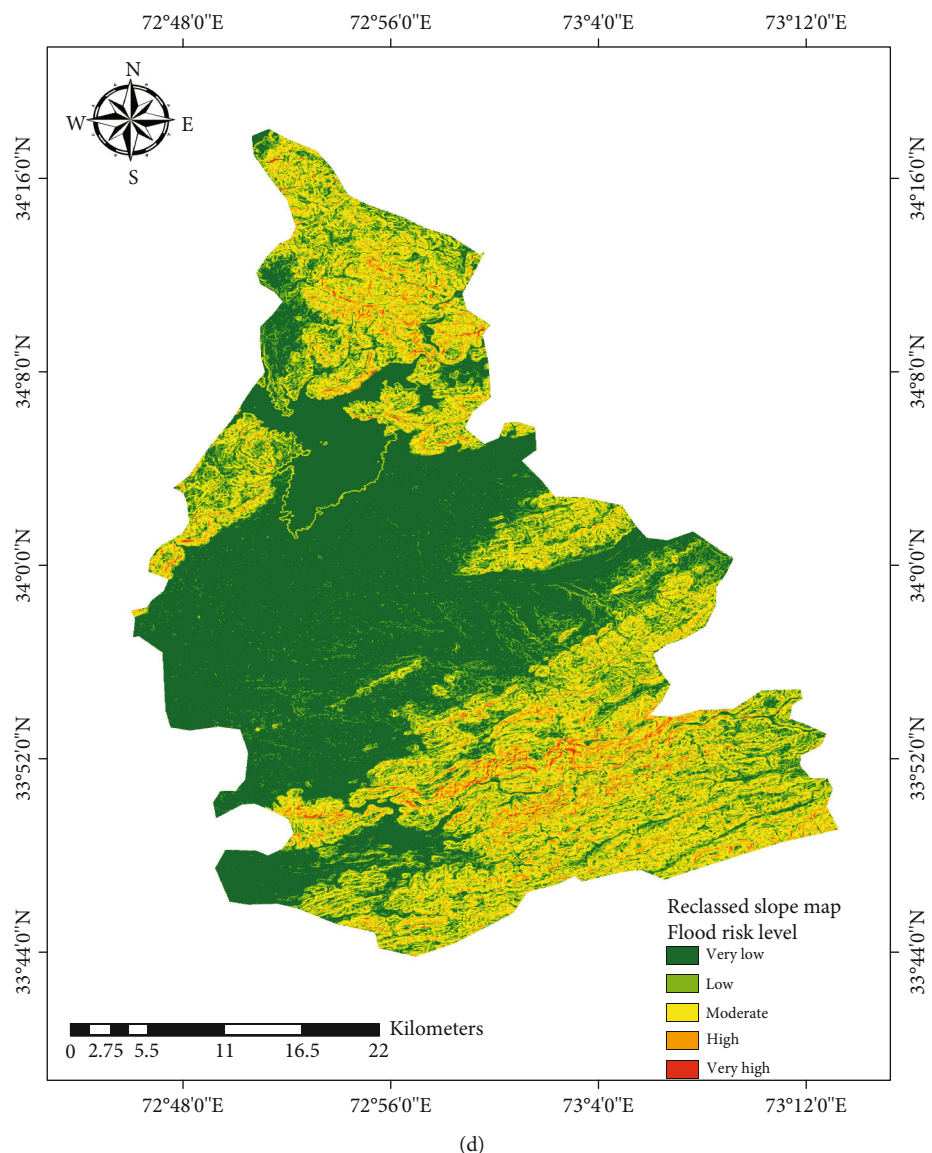 72°48'0"E 72°56'0"E 73°4'0"E 73°12'0"E
N
W E
S
34°16'0"N 34°16'0"N
34°8'0"N 34°8'0"N
34°0'0"N 34°0'0"N
33°52'0"N 33°52'0"N
33°44'0"N 33°44'0"N
Reclassed slope map
Flood risk level
Very low
Low
Moderate
High
Very high
Kilometers
0 2.75 5.5 11 16.5 22
72°48'0"E 72°56'0"E 73°4'0"E 73°12'0"E
(d)